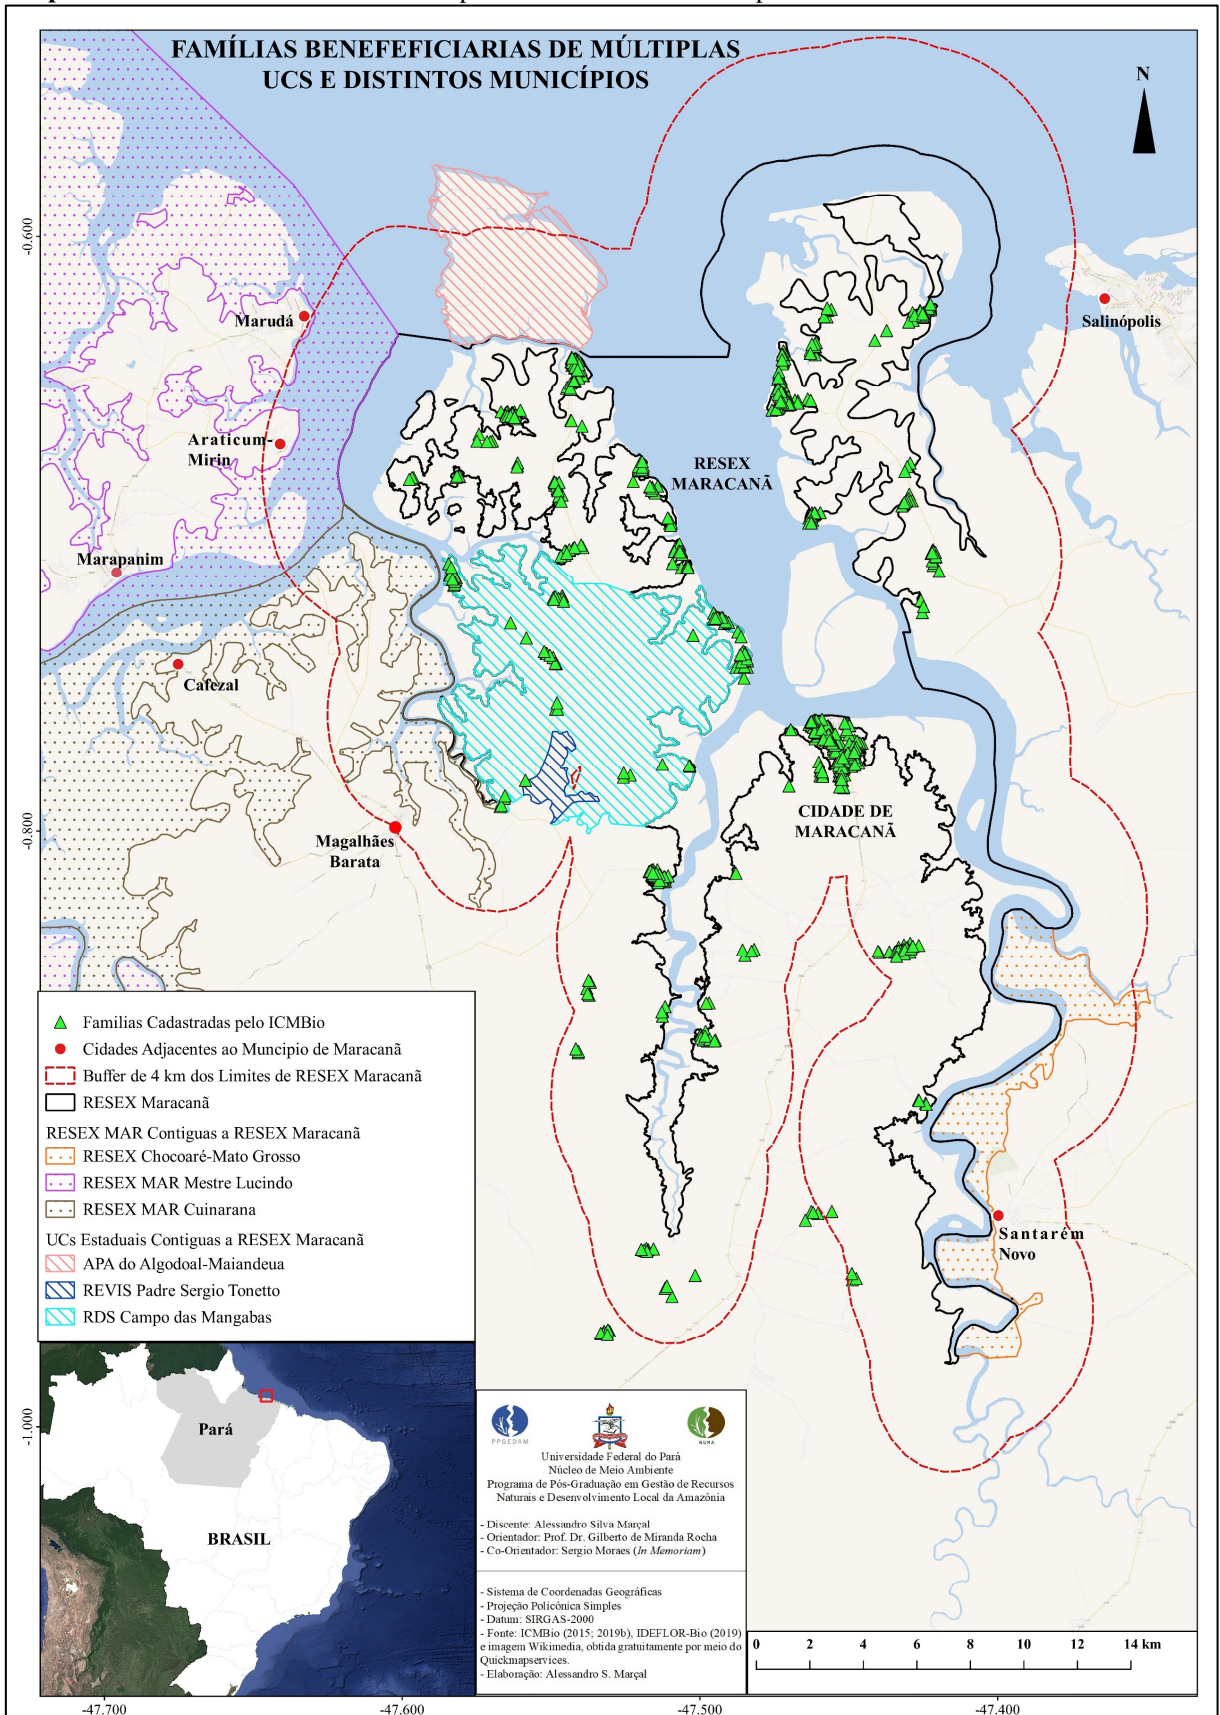 FAMÍLIAS BENEFEFICIARIAS DE MÚLTIPLAS
UCS E DISTINTOS MUNICÍPIOS
N
-0.600
Marudá
Salinópolis
Araticum-
Mirin
RESEX
MARACANÃ
Marapanim
Cafezal
-0.800
CIDADE DE
MARACANÃ
Magalhães
Barata
Familias Cadastradas pelo ICMBio
Cidades Adjacentes ao Muncipio de Maracanã
Buffer de 4 km dos Limites de RESEX Maracanã
RESEX Maracanã
RESEX MAR Contiguas a RESEX Maracanã
RESEX Chocoaré-Mato Grosso
RESEX MAR Mestre Lucindo
RESEX MAR Cuinarana
UCs Estaduais Contiguas a RESEX Maracanã
APA do Algodoal-Maiandeua
REVIS Padre Sergio Tonetto
RDS Campo das Mangabas
Santarém
Novo
-1.000
Pará
BRASIL
PPGEDAM
NUMA
Universidade Federal do Pará
Núcleo de Meio Ambiente
Programa de Pós-Graduação em Gestão de Recursos
Naturais e Desenvolvimento Local da Amazônia
- Discente: Alessandro Silva Marçal
- Orientador: Prof. Dr. Gilberto de Miranda Rocha
- Co-Orientador: Sergio Moraes (In Memoriam)
- Sistema de Coordenadas Geográficas
- Projeção Policônica Simples
- Datum: SIRGAS-2000
- Fonte: ICMBio (2015; 2019b), IDEFLOR-Bio (2019)
e imagem Wikimedia, obtida gratuitamente por meio do
Quickmapservices.
- Elaboração: Alessandro S. Marçal
0 2 4 6 8 10 12 14 km
-47.700 -47.600 -47.500 -47.400